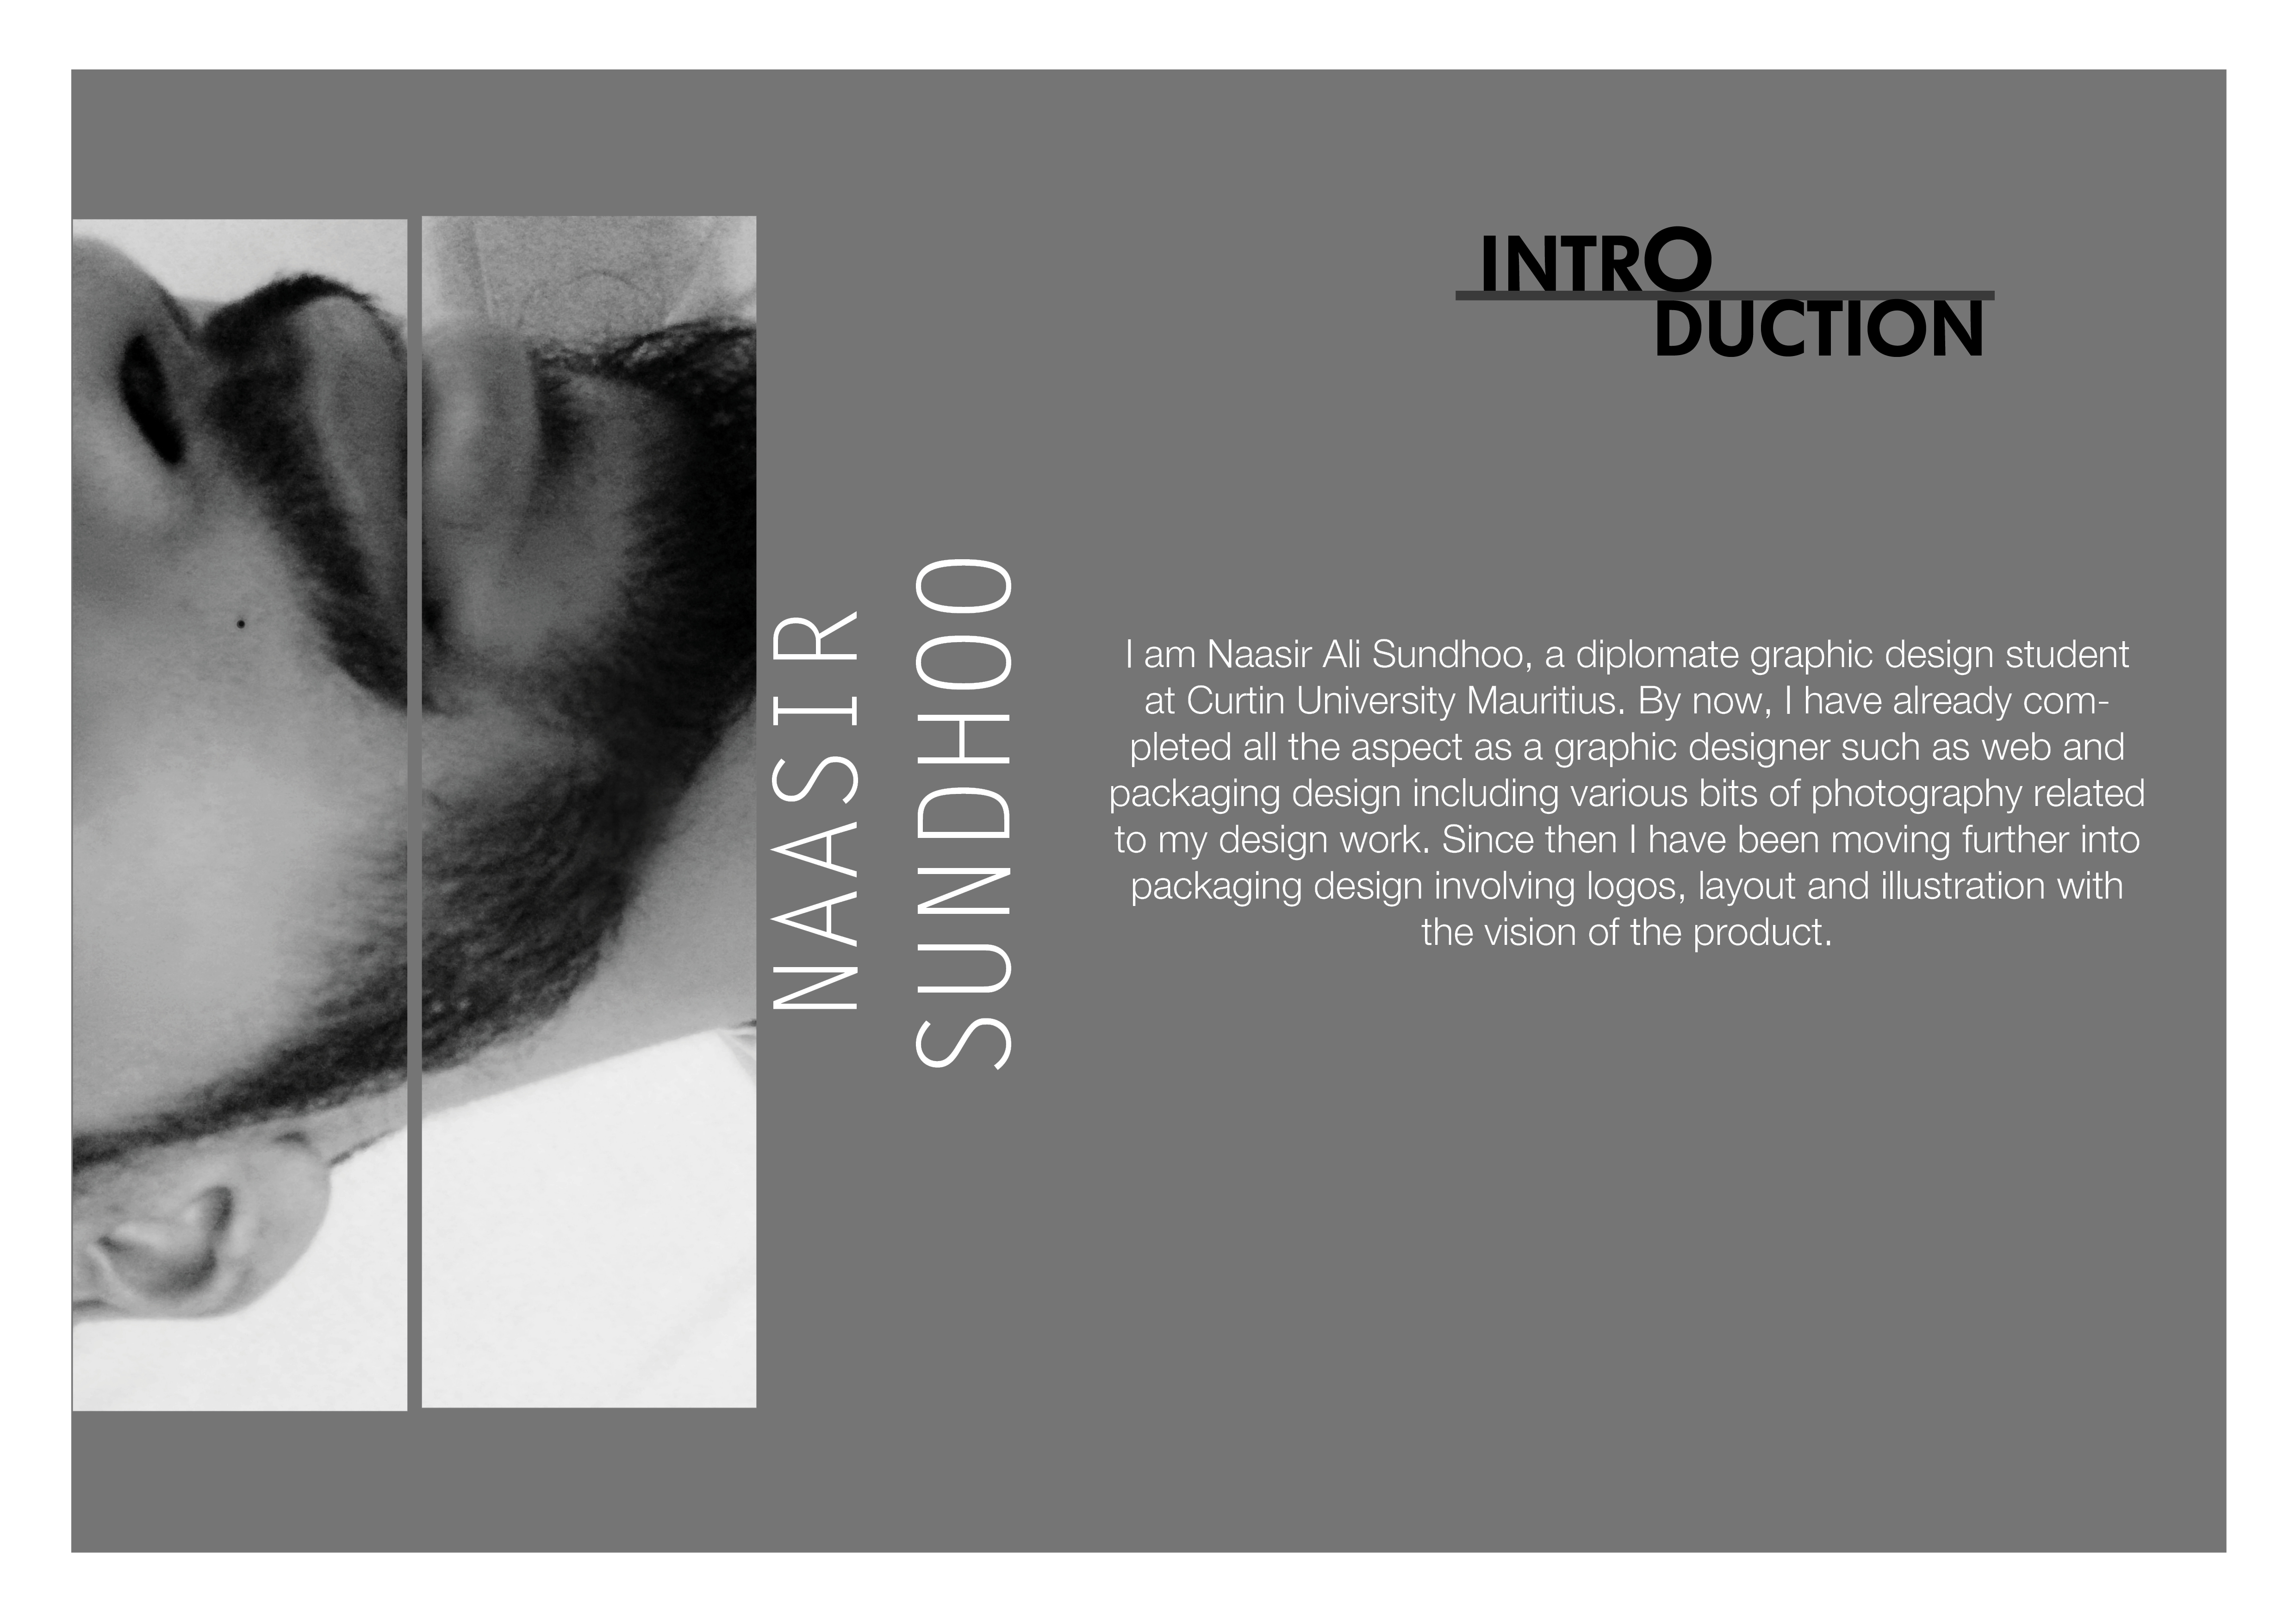 NAASIR
SUNDHOO
INTRO
DUCTION
I am Naasir Ali Sundhoo, a diplomate graphic design student
at Curtin University Mauritius. By now, I have already com-
pleted all the aspect as a graphic designer such as web and
packaging design including various bits of photography related
to my design work. Since then I have been moving further into
packaging design involving logos, layout and illustration with
the vision of the product.